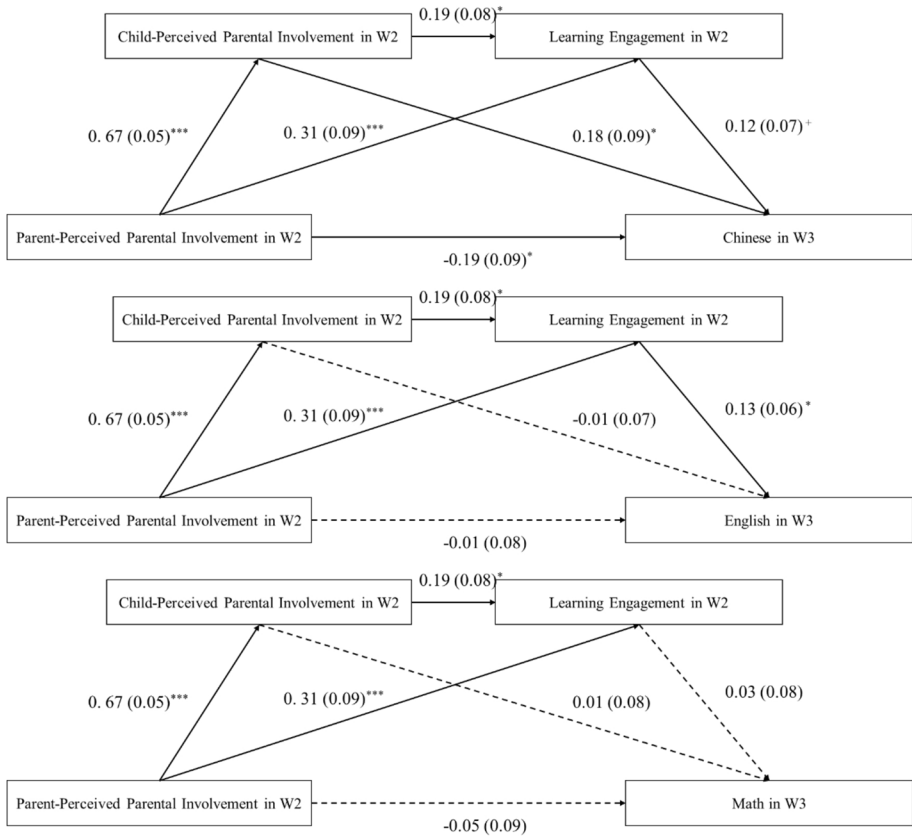 0.19 (0.08)*
Child-Perceived Parental Involvement in W2
Learning Engagement in W2
0. 67 (0.05)***
0. 31 (0.09)***
0.18 (0.09)*
0.12 (0.07)+
Parent-Perceived Parental Involvement in W2
Chinese in W3
-0.19 (0.09)*
0.19 (0.08)*
Child-Perceived Parental Involvement in W2
Learning Engagement in W2
0. 67 (0.05)***
0.31 (0.09)***
-0.01 (0.07)
0.13 (0.06)*
Parent-Perceived Parental Involvement in W2
English in W3
-0.01 (0.08)
0.19 (0.08)*
Child-Perceived Parental Involvement in W2
Learning Engagement in W2
0. 67 (0.05)***
0.31 (0.09)***
0.01 (0.08)
0.03 (0.08)
Parent-Perceived Parental Involvement in W2
Math in W3
-0.05 (0.09)